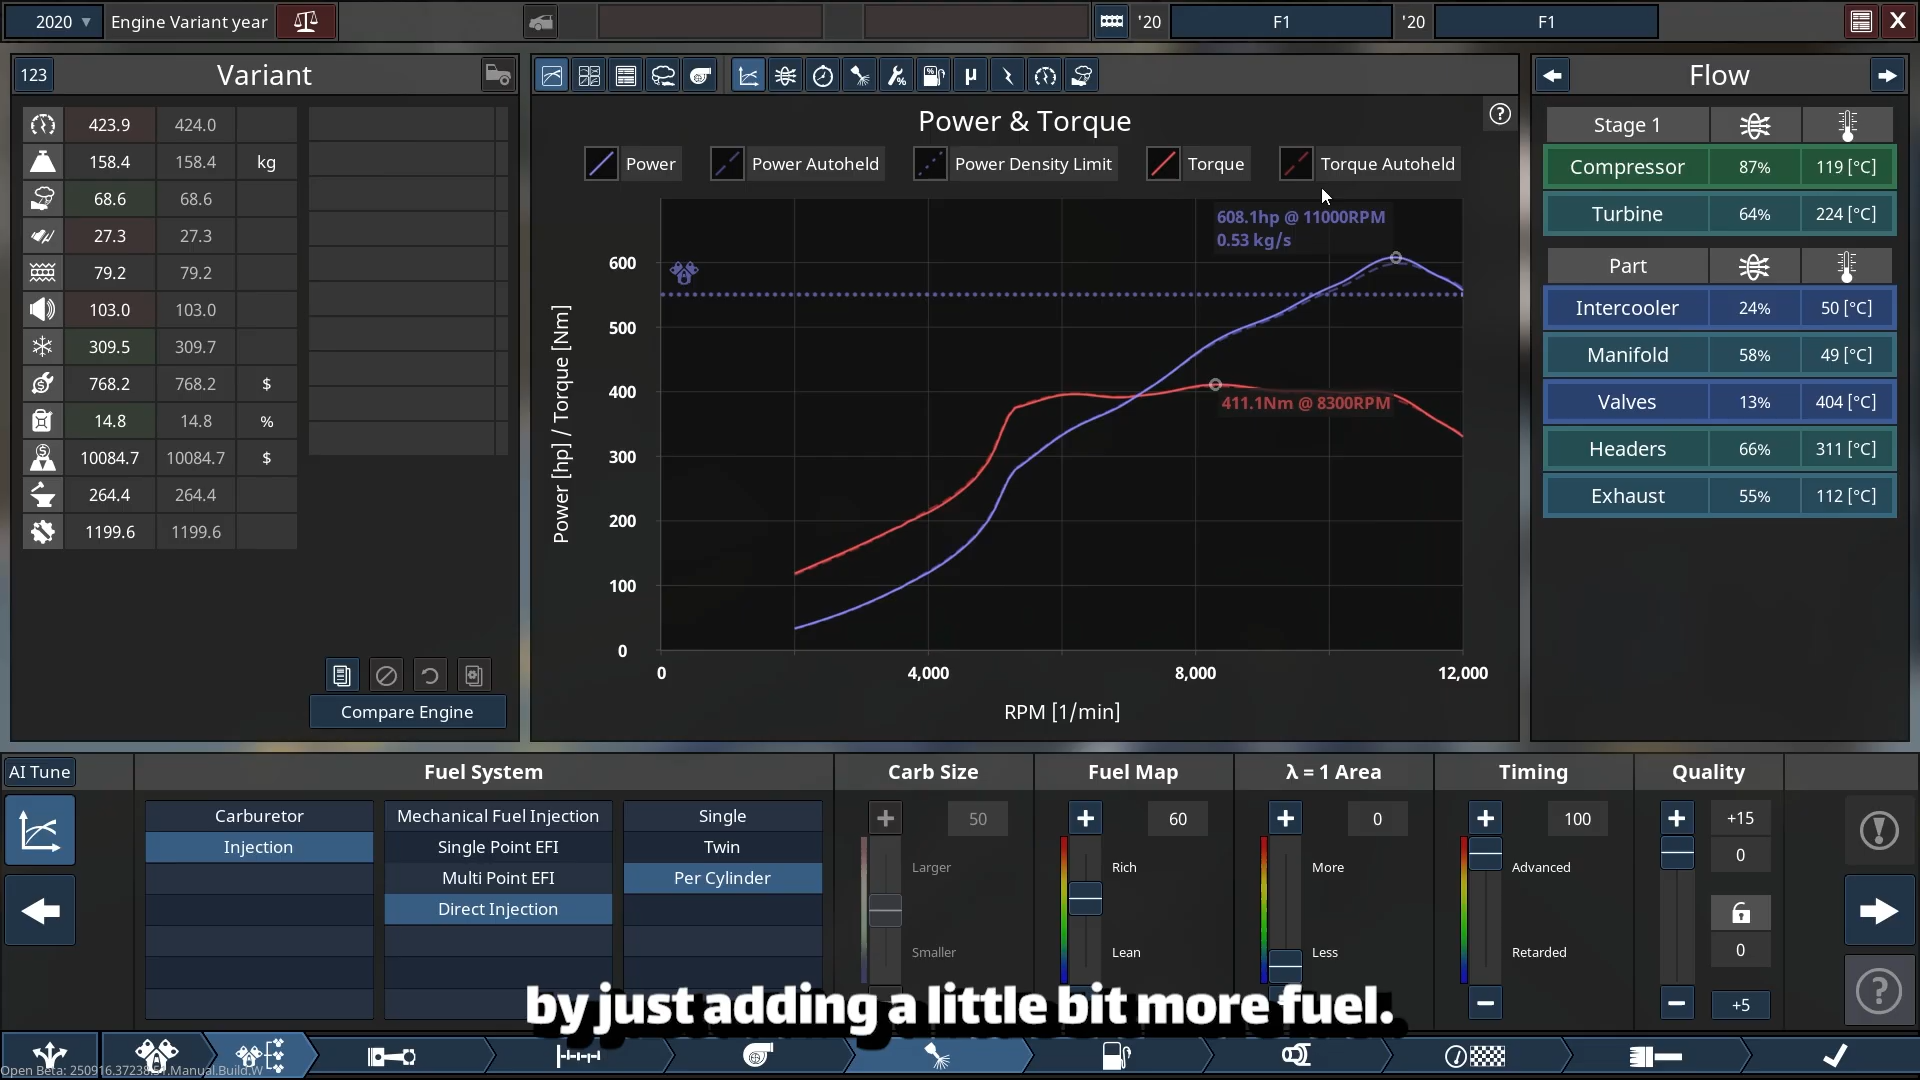 2020 ▼ Engine Variant year '20 F1 '20 F1 X
123 Variant
423.9 424.0
158.4 158.4 kg
68.6 68.6
27.3 27.3
79.2 79.2
103.0 103.0
309.5 309.7
768.2 768.2 $
14.8 14.8 %
10084.7 10084.7 $
264.4 264.4
1199.6 1199.6
Compare Engine
μ
Power & Torque
?
Power Power Autoheld Power Density Limit Torque Torque Autoheld
608.1hp @ 11000RPM
0.53 kg/s
411.1Nm @ 8300RPM
Power [hp] / Torque [Nm]
600
500
400
300
200
100
0
0 4,000 8,000 12,000
RPM [1/min]
Flow
Stage 1
Compressor 87% 119 [°C]
Turbine 64% 224 [°C]
Part
Intercooler 24% 50 [°C]
Manifold 58% 49 [°C]
Valves 13% 404 [°C]
Headers 66% 311 [°C]
Exhaust 55% 112 [°C]
AI Tune
Fuel System
Carburetor
Injection
Mechanical Fuel Injection
Single Point EFI
Multi Point EFI
Direct Injection
Single
Twin
Per Cylinder
Carb Size
50
Larger
Smaller
Fuel Map
60
Rich
Lean
λ = 1 Area
0
More
Less
Timing
100
Advanced
Retarded
Quality
+15
0
0
+5
?
by just adding a little bit more fuel.